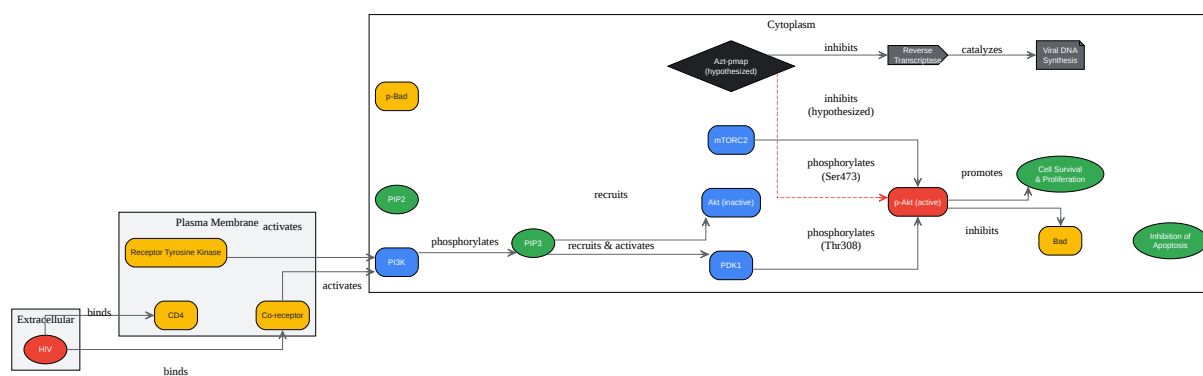 Cytoplasm
Azt-pmap
(hypothesized)
inhibits
Reverse
Transcriptase
catalyzes
Viral DNA
Synthesis
p-Bad
inhibits
(hypothesized)
mTORC2
phosphorylates
(Ser473)
promotes
Cell Survival
& Proliferation
PIP2
recruits
Akt (inactive)
p-Akt (active)
Plasma Membrane
activates
Receptor Tyrosine Kinase
phosphorylates
PIP3
recruits & activates
phosphorylates
(Thr308)
inhibits
Bad
Inhibition of
Apoptosis
PI3K
PDK1
activates
Extracellular
binds
CD4
Co-receptor
HIV
binds